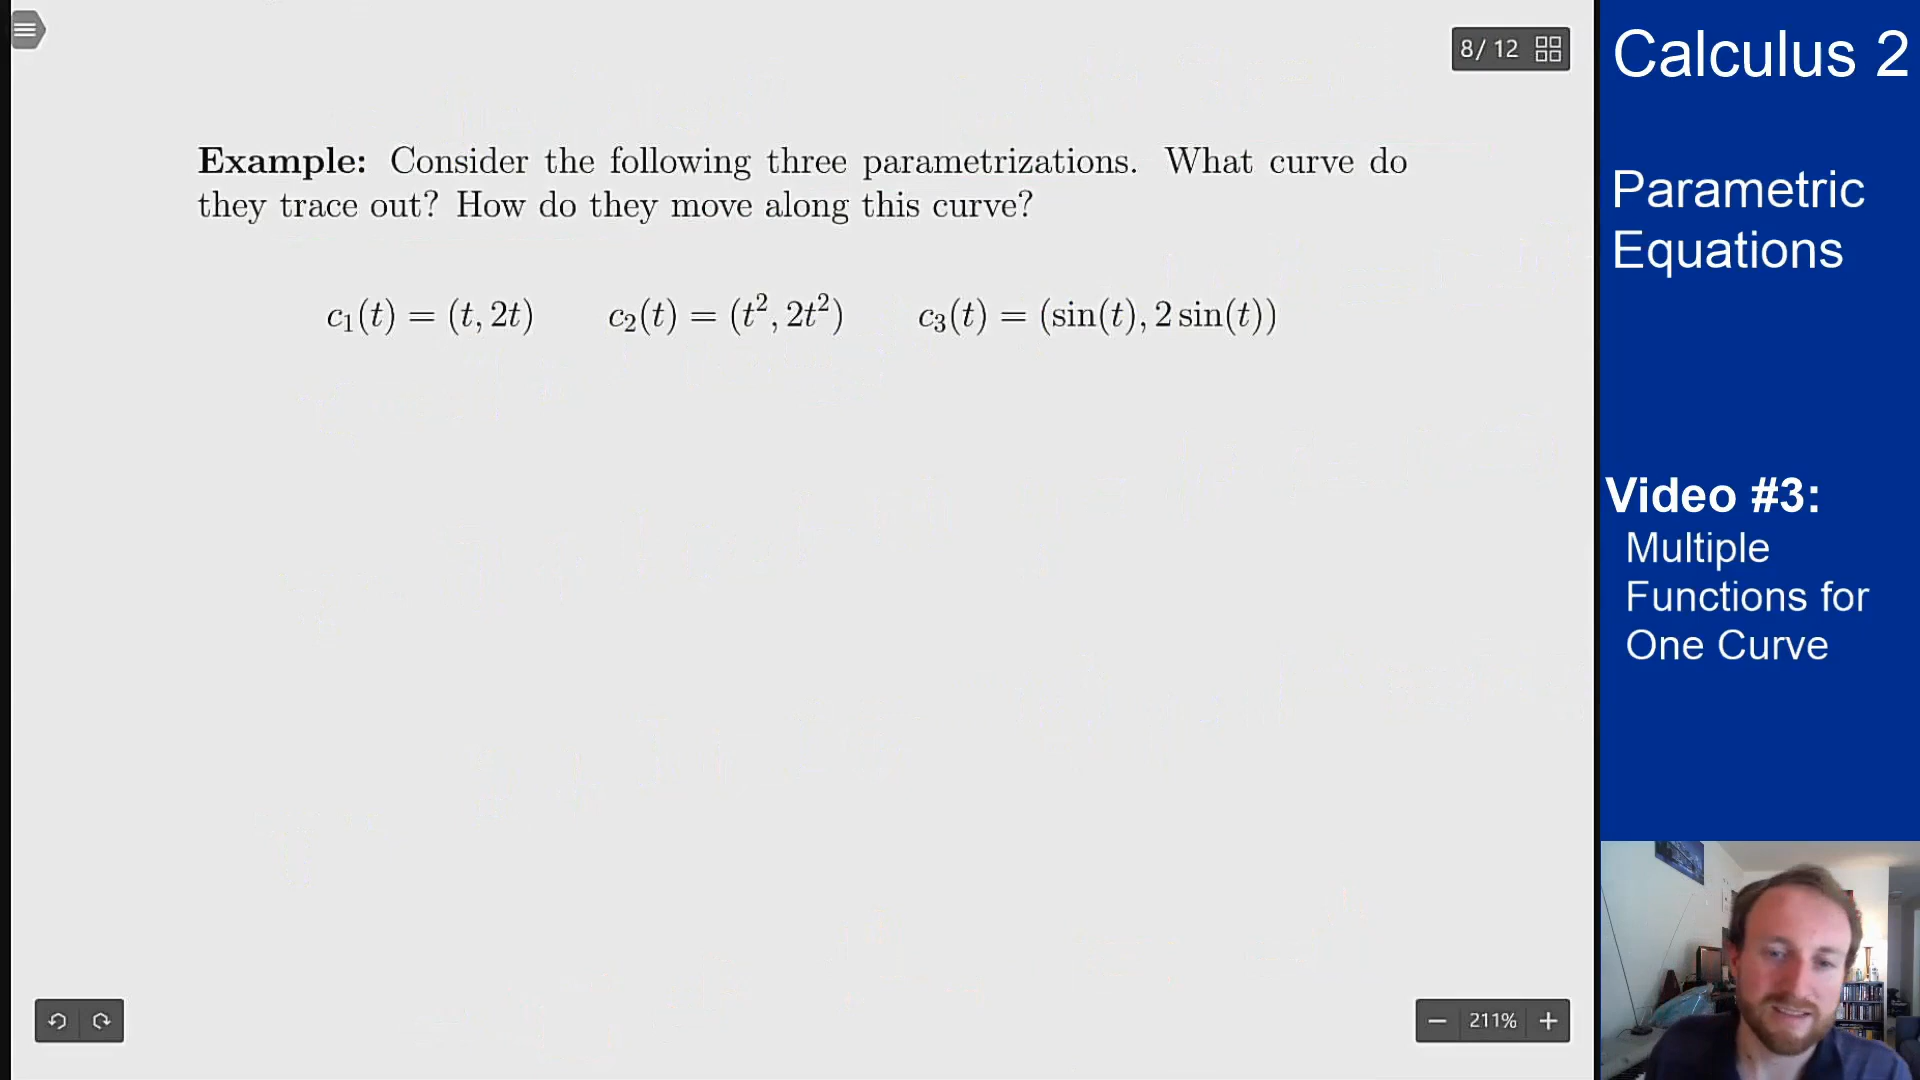 8/ 12
Example: Consider the following three parametrizations. What curve do
they trace out? How do they move along this curve?
c₁(t) = (t, 2t) c₂(t) = (t², 2t²) c₃(t) = (sin(t), 2 sin(t))
211%
Calculus 2
Parametric
Equations
Video #3:
Multiple
Functions for
One Curve